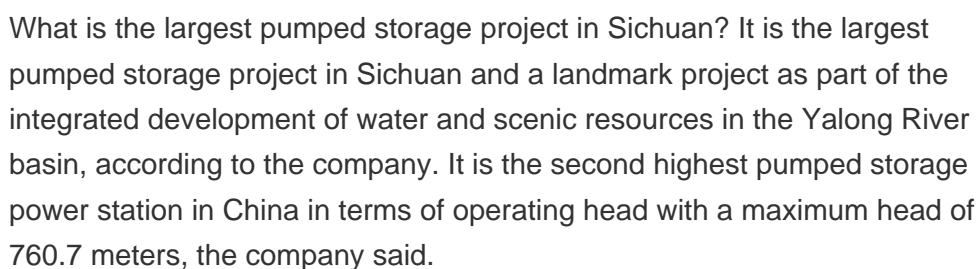 What is the largest pumped storage project in Sichuan? It is the largest
pumped storage project in Sichuan and a landmark project as part of the
integrated development of water and scenic resources in the Yalong River
basin, according to the company. It is the second highest pumped storage
power station in China in terms of operating head with a maximum head of
760.7 meters, the company said.